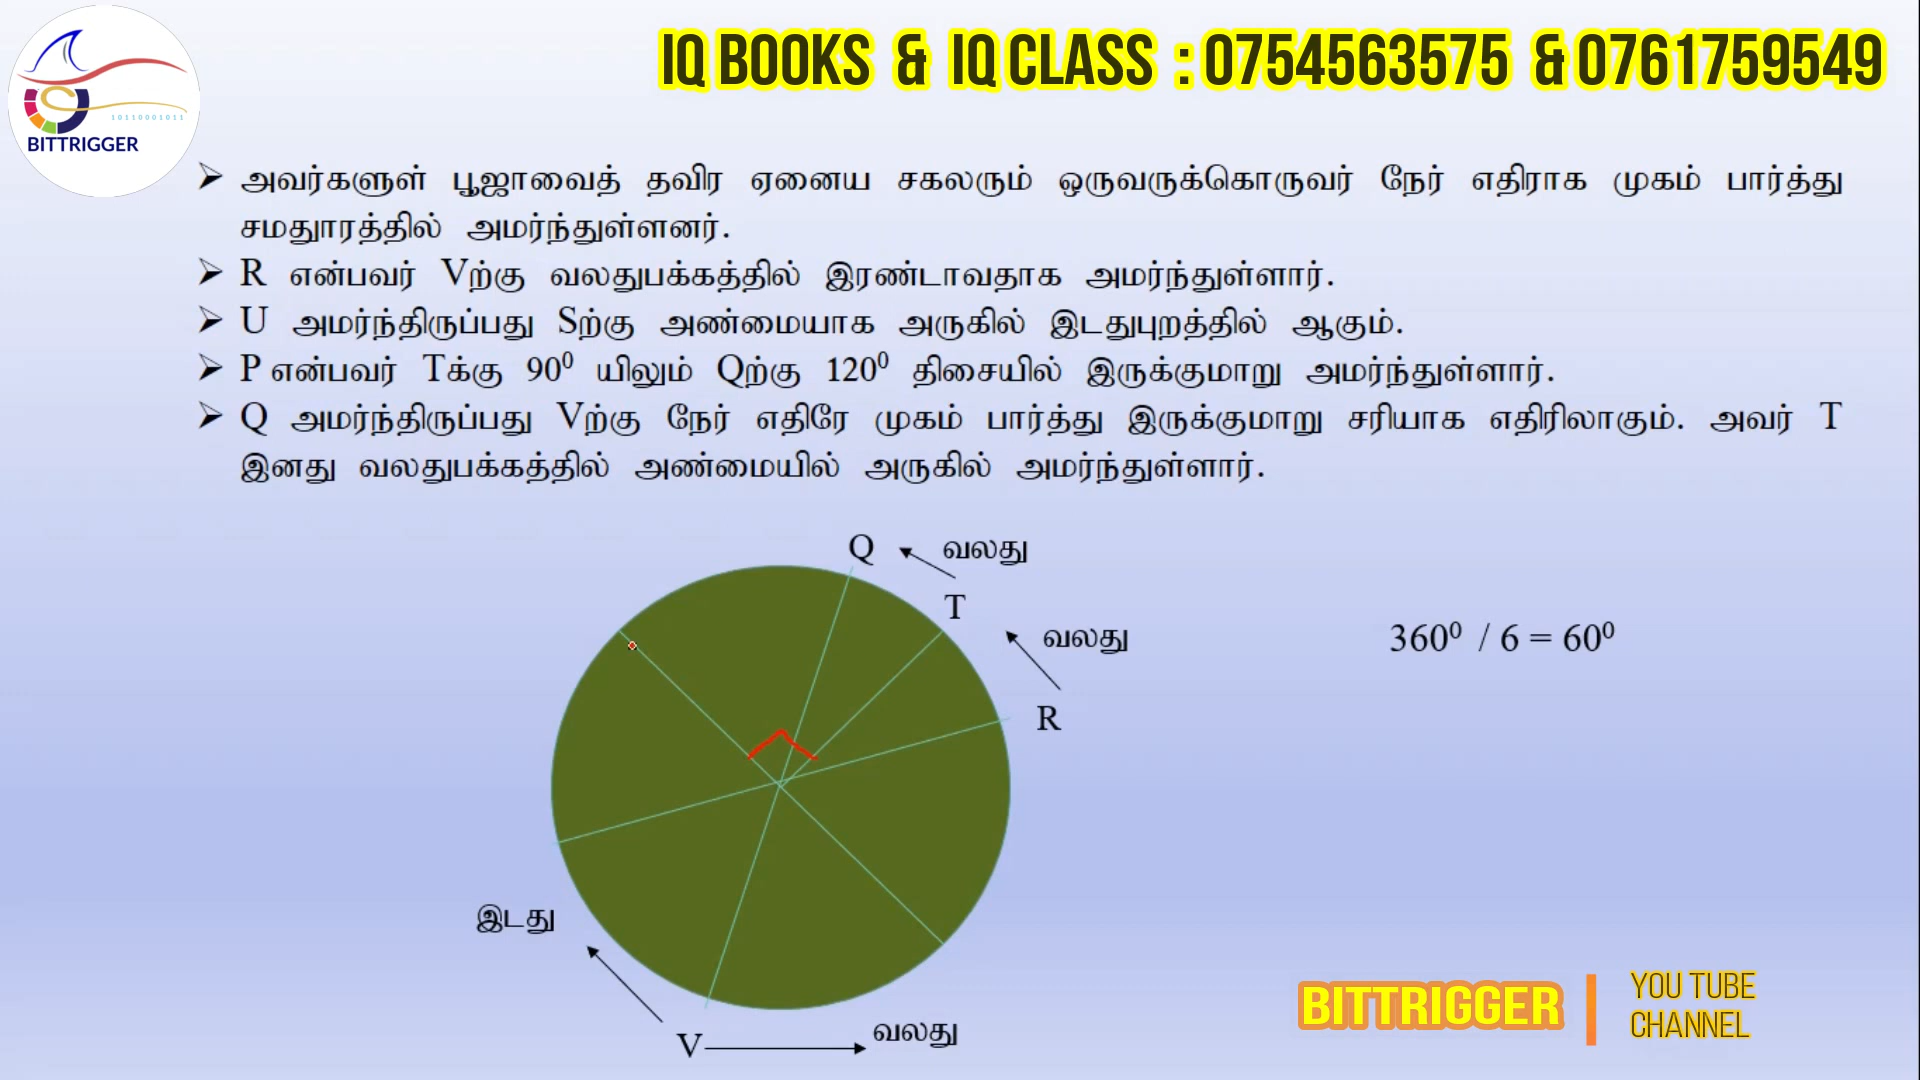 IQ BOOKS & IQ CLASS : 0754563575 & 0761759549
10110001011
BITTRIGGER
➢ அவர்களுள் பூஜாவைத் தவிர ஏனைய சகலரும் ஒருவருக்கொருவர் நேர் எதிராக முகம் பார்த்து
சமதுாரத்தில் அமர்ந்துள்ளனர்.
➢ R என்பவர் Vற்கு வலதுபக்கத்தில் இரண்டாவதாக அமர்ந்துள்ளார்.
➢ U அமர்ந்திருப்பது Sற்கு அண்மையாக அருகில் இடதுபுறத்தில் ஆகும்.
➢ P என்பவர் Tக்கு 90⁰ யிலும் Qற்கு 120⁰ திசையில் இருக்குமாறு அமர்ந்துள்ளார்.
➢ Q அமர்ந்திருப்பது Vற்கு நேர் எதிரே முகம் பார்த்து இருக்குமாறு சரியாக எதிரிலாகும். அவர் T
இனது வலதுபக்கத்தில் அண்மையில் அருகில் அமர்ந்துள்ளார்.
Q வலது
T
வலது
R
360⁰ / 6 = 60⁰
இடது
V வலது
BITTRIGGER
YOU TUBE
CHANNEL